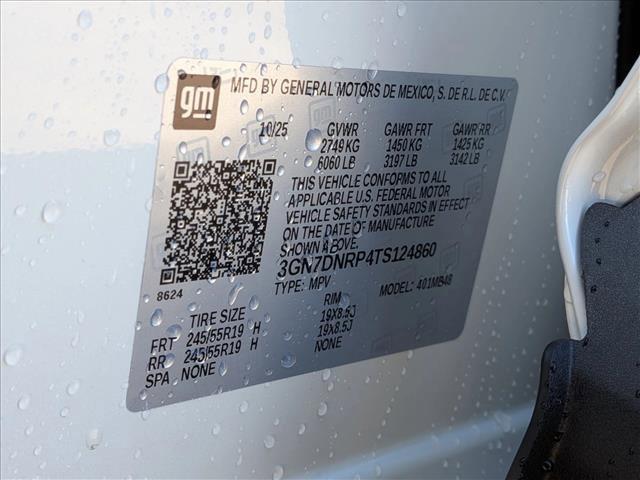 gm
MFD BY GENERAL MOTORS DE MEXICO, S. DE R.L. DE C.V.
10/25 GVWR GAWR FRT GAWR RR
2749 KG 1450 KG 1425 KG
6060 LB 3197 LB 3142 LB
THIS VEHICLE CONFORMS TO ALL
APPLICABLE U.S. FEDERAL MOTOR
VEHICLE SAFETY STANDARDS IN EFFECT
ON THE DATE OF MANUFACTURE
SHOWN ABOVE.
3GN7DNRP4TS124860
8624
TYPE: MPV MODEL: 401MB48
TIRE SIZE RIM
FRT 245/55R19 H 19X8.5J
RR 245/55R19 H 19X8.5J
SPA NONE NONE